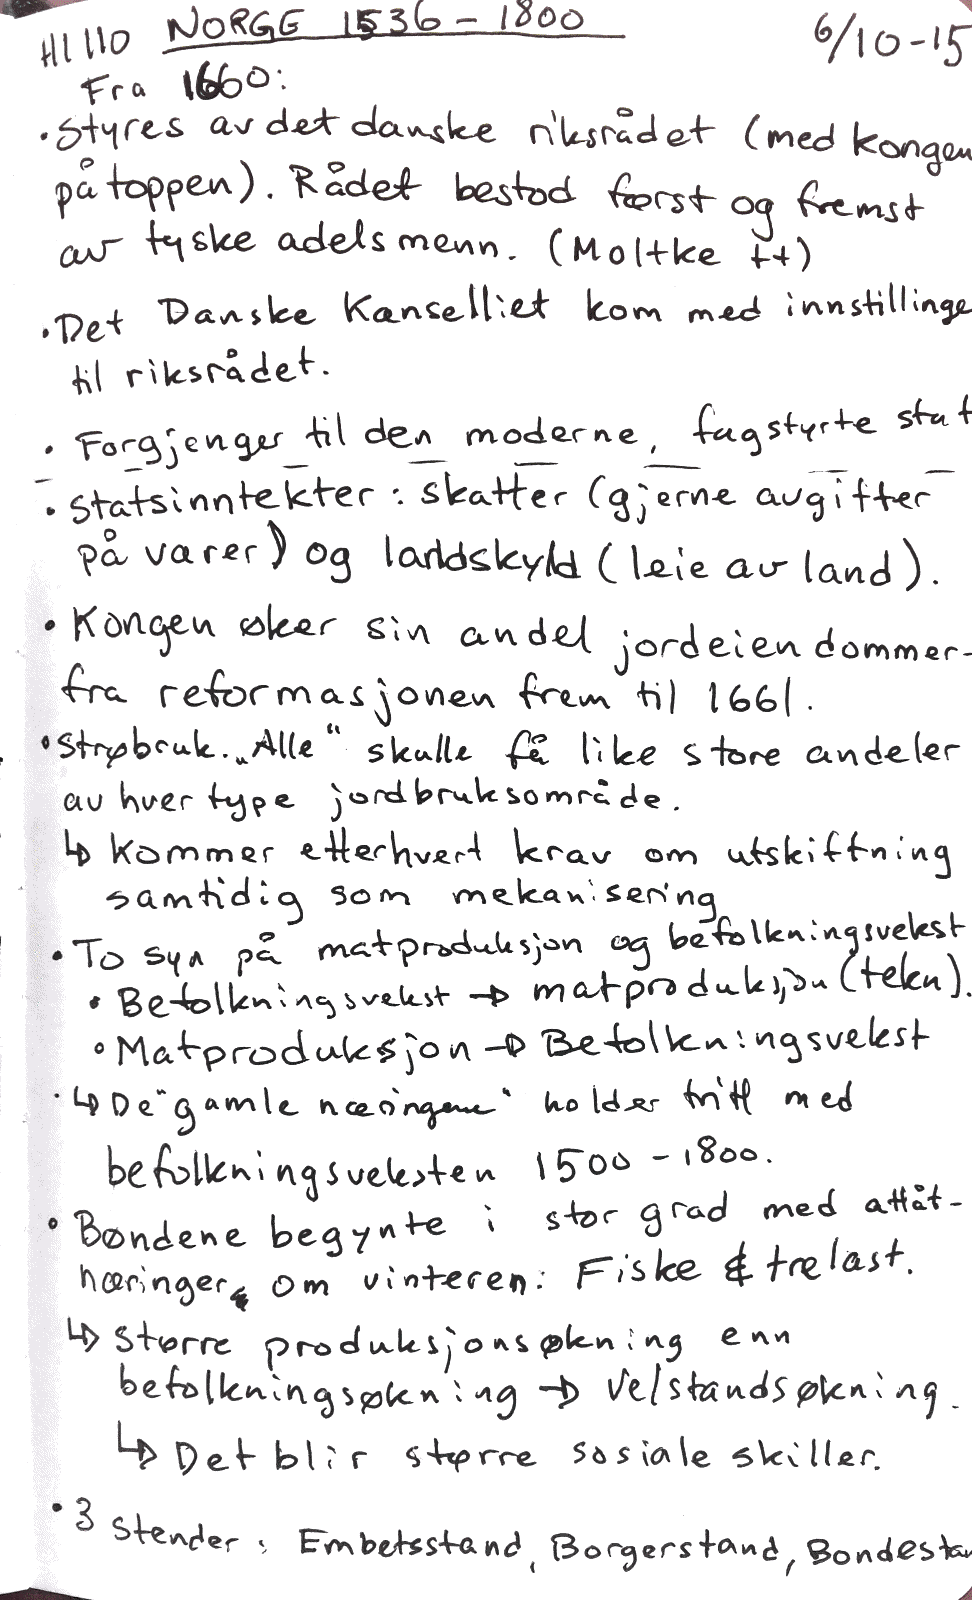 HI 110 NORGE 1536 - 1800 6/10-15
Fra 1660:
• Styres av det danske riksrådet (med kongen
på toppen). Rådet bestod først og fremst
av tyske adelsmenn. (Moltke ++)
• Det Danske Kanselliet kom med innstillinge
til riksrådet.
• Forgjenger til den moderne, fagstyrte stat
• Statsinntekter: skatter (gjerne avgifter
på varer) og landskyld (leie av land).
• Kongen øker sin andel jordeiendommer-
fra reformasjonen frem til 1661.
• Strøbruk. „Alle“ skulle få like store andeler
av hver type jordbruksområde.
↳ Kommer etterhvert krav om utskiftning
samtidig som mekanisering
• To syn på matproduksjon og befolkningsvekst
• Befolkningsvekst → matproduksjon (tekn).
• Matproduksjon → Befolkningsvekst
↳ De "gamle næringene" holder tritt med
befolkningsveksten 1500 - 1800.
• Bøndene begynte i stor grad med attåt-
næringer om vinteren: Fiske & trelast.
↳ Større produksjonsøkning enn
befolkningsøkning → Velstandsøkning.
↳ Det blir større sosiale skiller.
• 3 Stender: Embetsstand, Borgerstand, Bondestan